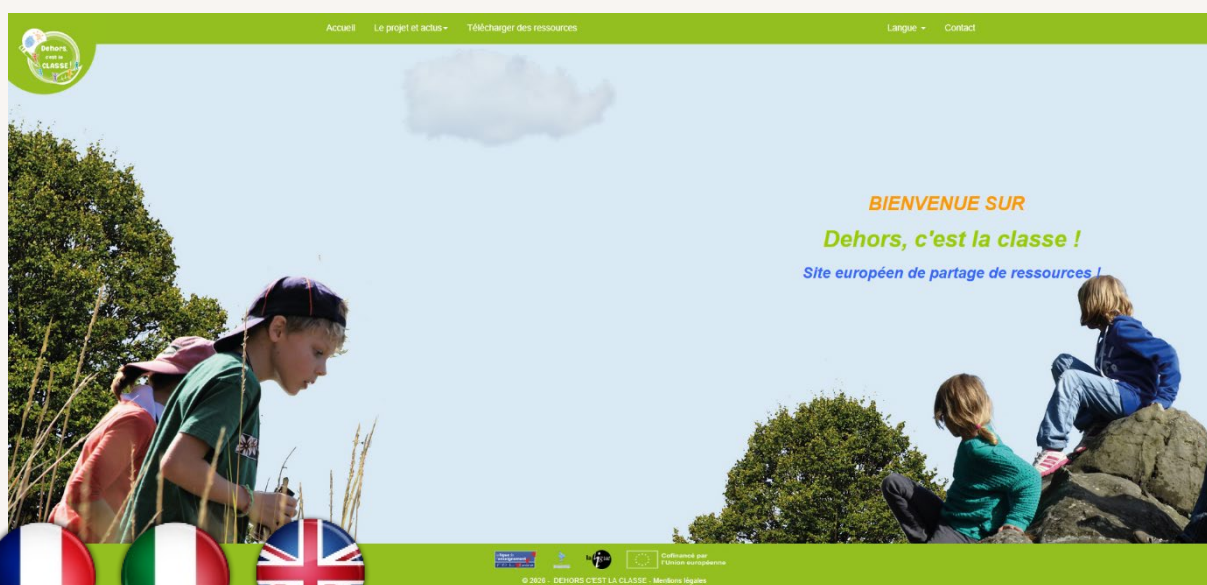 Accueil Le projet et actus Télécharger des ressources Langue Contact
Dehors,
c'est la
CLASSE !
BIENVENUE SUR
Dehors, c'est la classe !
Site européen de partage de ressources !
Cofinancé par
l'Union européenne
DEHORS C'EST LA CLASSE - Mentions légales